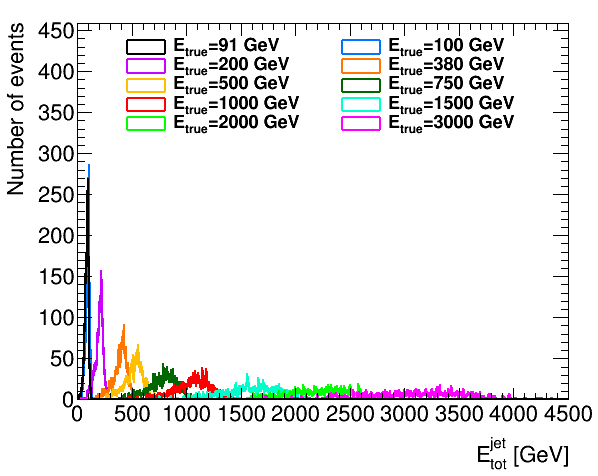 Number of events
450
400
350
300
250
200
150
100
50
0
E_true=91 GeV
E_true=100 GeV
E_true=200 GeV
E_true=380 GeV
E_true=500 GeV
E_true=750 GeV
E_true=1000 GeV
E_true=1500 GeV
E_true=2000 GeV
E_true=3000 GeV
0 500 1000 1500 2000 2500 3000 3500 4000 4500
E_tot^jet [GeV]